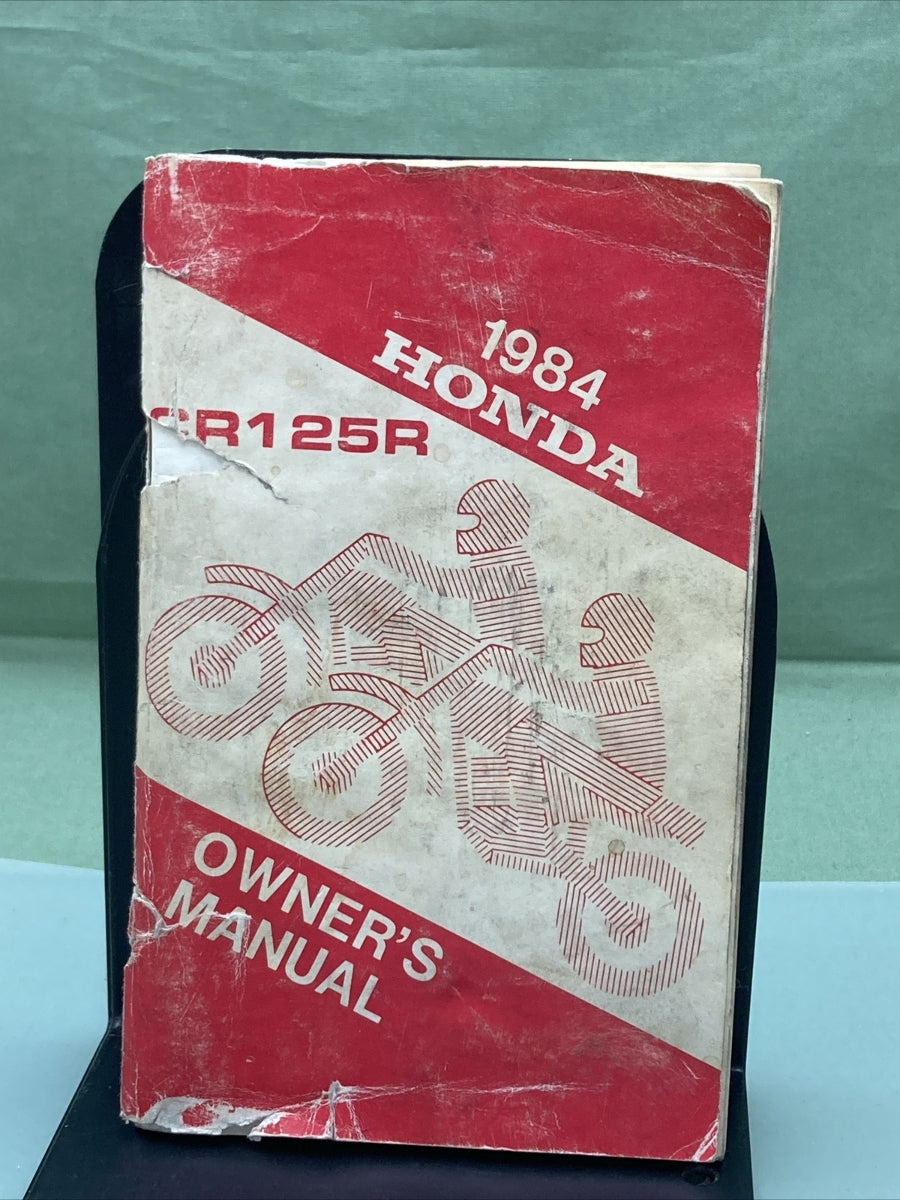 1984
HONDA
CR125R
OWNER'S
MANUAL